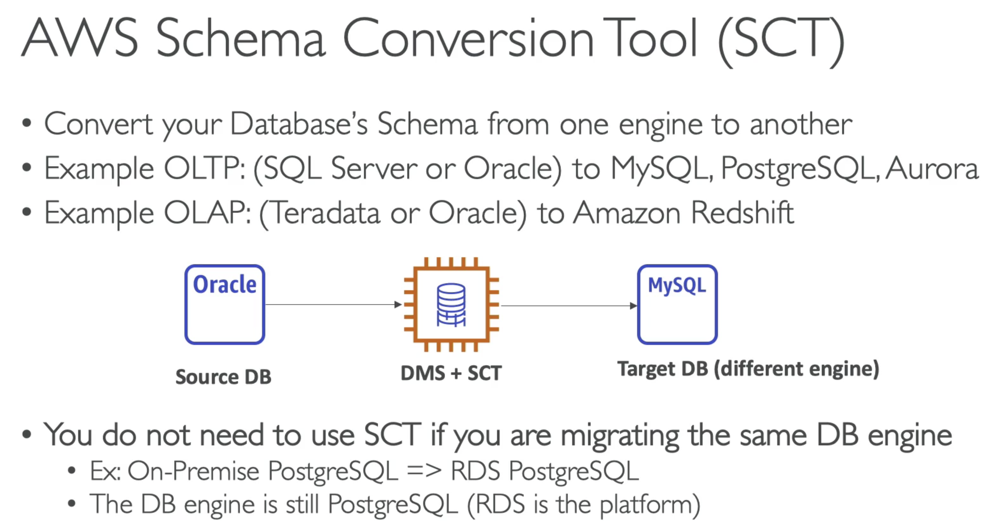 AWS Schema Conversion Tool (SCT)
• Convert your Database’s Schema from one engine to another
• Example OLTP: (SQL Server or Oracle) to MySQL, PostgreSQL, Aurora
• Example OLAP: (Teradata or Oracle) to Amazon Redshift
Oracle
MySQL
Source DB
DMS + SCT
Target DB (different engine)
• You do not need to use SCT if you are migrating the same DB engine
• Ex: On-Premise PostgreSQL => RDS PostgreSQL
• The DB engine is still PostgreSQL (RDS is the platform)